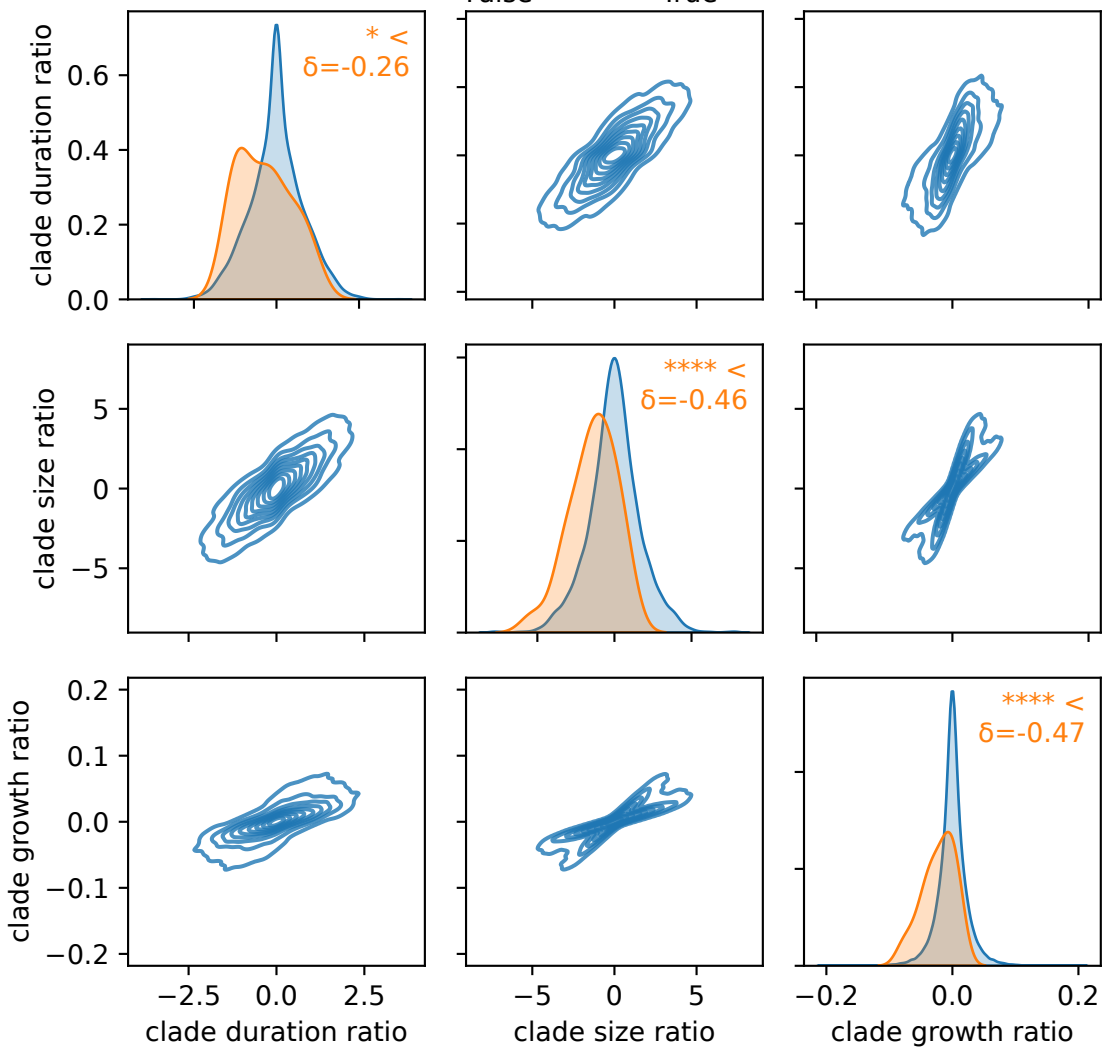 clade duration ratio
0.6
0.4
0.2
0.0
* <
δ=-0.26
clade size ratio
5
0
−5
**** <
δ=-0.46
clade growth ratio
0.2
0.1
0.0
−0.1
−0.2
**** <
δ=-0.47
−2.5 0.0 2.5
−5 0 5
−0.2 0.0 0.2
clade duration ratio
clade size ratio
clade growth ratio